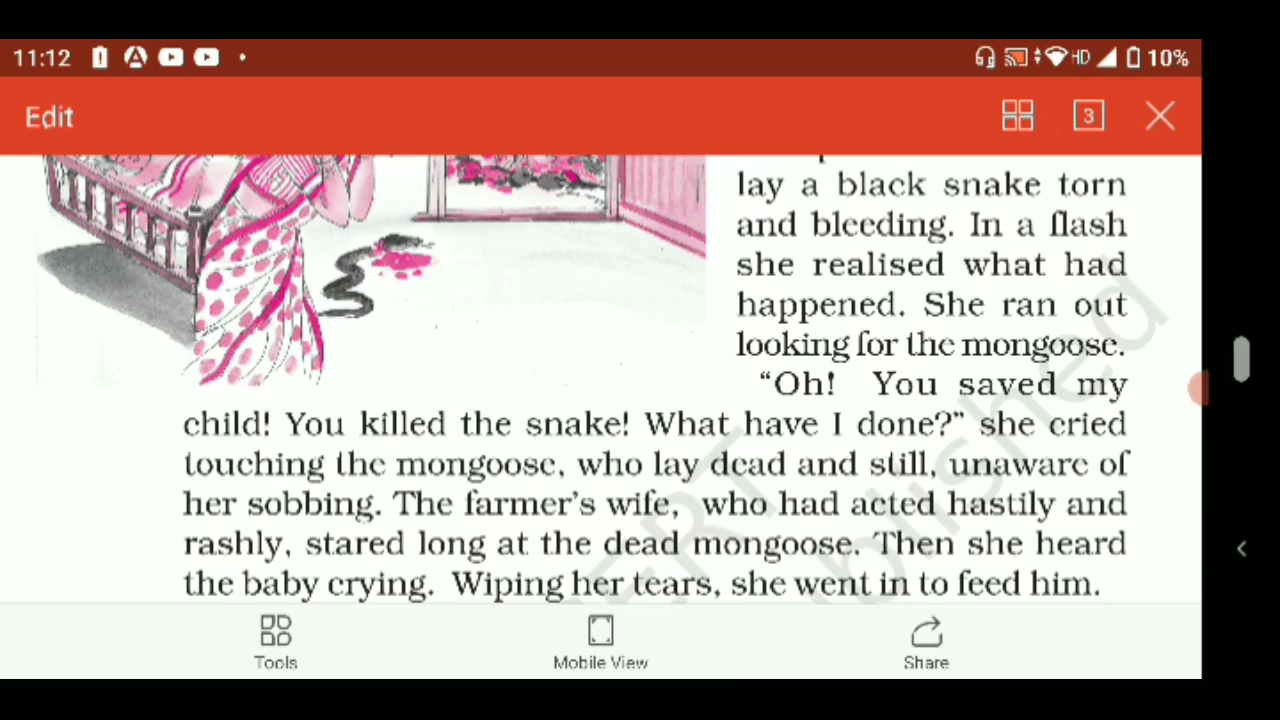 11:12 HD 10%
Edit 3
lay a black snake torn
and bleeding. In a flash
she realised what had
happened. She ran out
looking for the mongoose.
“Oh! You saved my
child! You killed the snake! What have I done?” she cried
touching the mongoose, who lay dead and still, unaware of
her sobbing. The farmer’s wife, who had acted hastily and
rashly, stared long at the dead mongoose. Then she heard
the baby crying. Wiping her tears, she went in to feed him.
Tools Mobile View Share